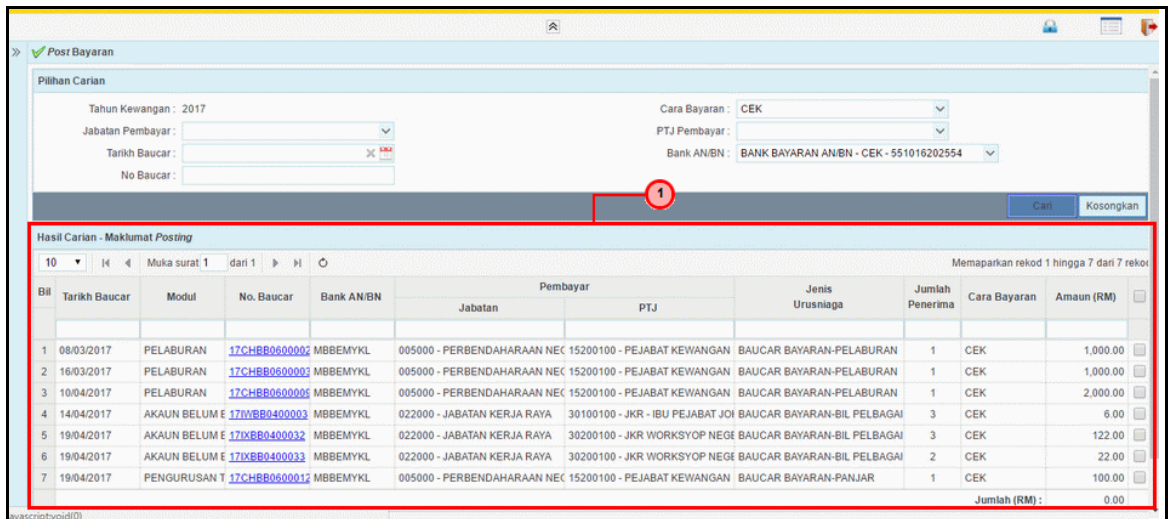 Post Bayaran
Pilihan Carian
Tahun Kewangan : 2017 Cara Bayaran : CEK
Jabatan Pembayar : PTJ Pembayar :
Tarikh Baucar : Bank AN/BN : BANK BAYARAN AN/BN - CEK - 551016202554
No Baucar :
1
Cari Kosongkan
Hasil Carian - Maklumat Posting
10 Muka surat 1 dari 1 Memaparkan rekod 1 hingga 7 dari 7 rekod
Bil Tarikh Baucar Modul No. Baucar Bank AN/BN Pembayar Jenis Urusniaga Jumlah Penerima Cara Bayaran Amaun (RM)
Jabatan PTJ
1 08/03/2017 PELABURAN 17CHBB0600002 MBBEMYKL 005000 - PERBENDAHARAAN NEG 15200100 - PEJABAT KEWANGAN BAUCAR BAYARAN-PELABURAN 1 CEK 1,000.00
2 16/03/2017 PELABURAN 17CHBB0600003 MBBEMYKL 005000 - PERBENDAHARAAN NEG 15200100 - PEJABAT KEWANGAN BAUCAR BAYARAN-PELABURAN 1 CEK 1,000.00
3 10/04/2017 PELABURAN 17CHBB0600009 MBBEMYKL 005000 - PERBENDAHARAAN NEG 15200100 - PEJABAT KEWANGAN BAUCAR BAYARAN-PELABURAN 1 CEK 2,000.00
4 14/04/2017 AKAUN BELUM B 17IWBB0400003 MBBEMYKL 022000 - JABATAN KERJA RAYA 30100100 - JKR - IBU PEJABAT JOH BAUCAR BAYARAN-BIL PELBAGAI 3 CEK 6.00
5 19/04/2017 AKAUN BELUM B 17IXBB0400032 MBBEMYKL 022000 - JABATAN KERJA RAYA 30200100 - JKR WORKSYOP NEGE BAUCAR BAYARAN-BIL PELBAGAI 3 CEK 122.00
6 19/04/2017 AKAUN BELUM B 17IXBB0400033 MBBEMYKL 022000 - JABATAN KERJA RAYA 30200100 - JKR WORKSYOP NEGE BAUCAR BAYARAN-BIL PELBAGAI 2 CEK 22.00
7 19/04/2017 PENGURUSAN T 17CHBB0600012 MBBEMYKL 005000 - PERBENDAHARAAN NEG 15200100 - PEJABAT KEWANGAN BAUCAR BAYARAN-PANJAR 1 CEK 100.00
Jumlah (RM) : 0.00
avascript:void(0)